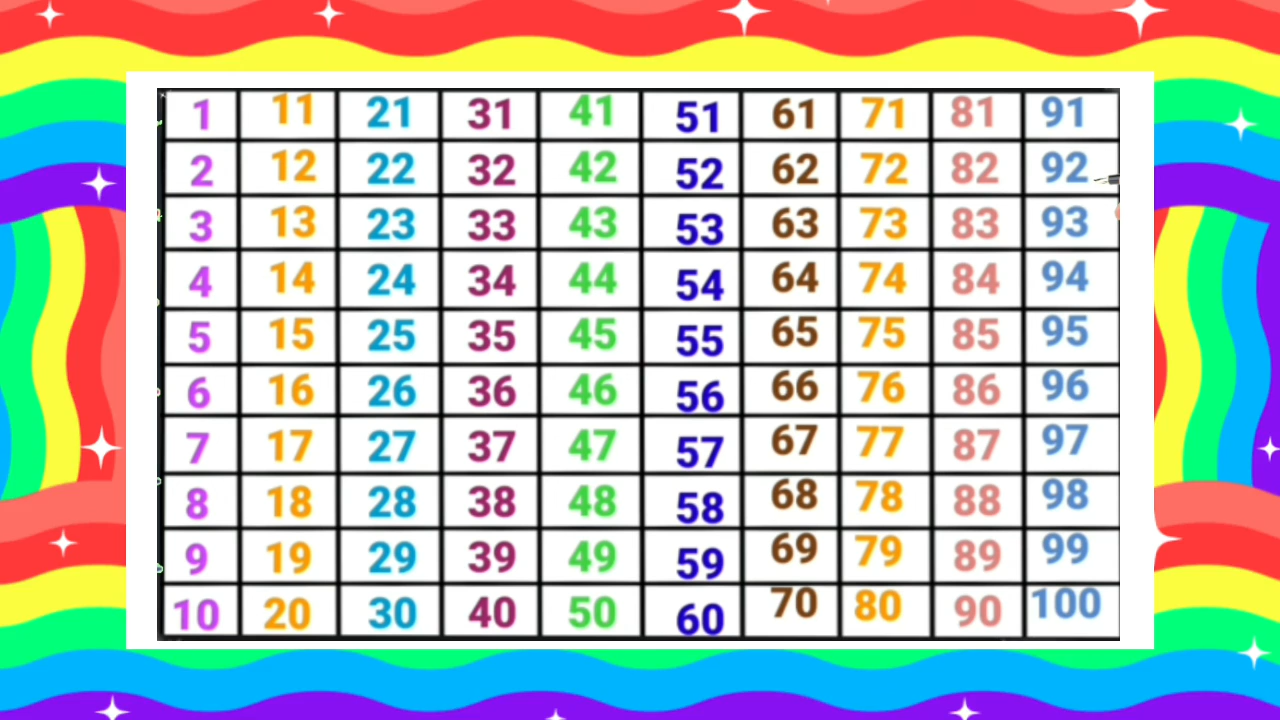 1 11 21 31 41 51 61 71 81 91
2 12 22 32 42 52 62 72 82 92
3 13 23 33 43 53 63 73 83 93
4 14 24 34 44 54 64 74 84 94
5 15 25 35 45 55 65 75 85 95
6 16 26 36 46 56 66 76 86 96
7 17 27 37 47 57 67 77 87 97
8 18 28 38 48 58 68 78 88 98
9 19 29 39 49 59 69 79 89 99
10 20 30 40 50 60 70 80 90 100